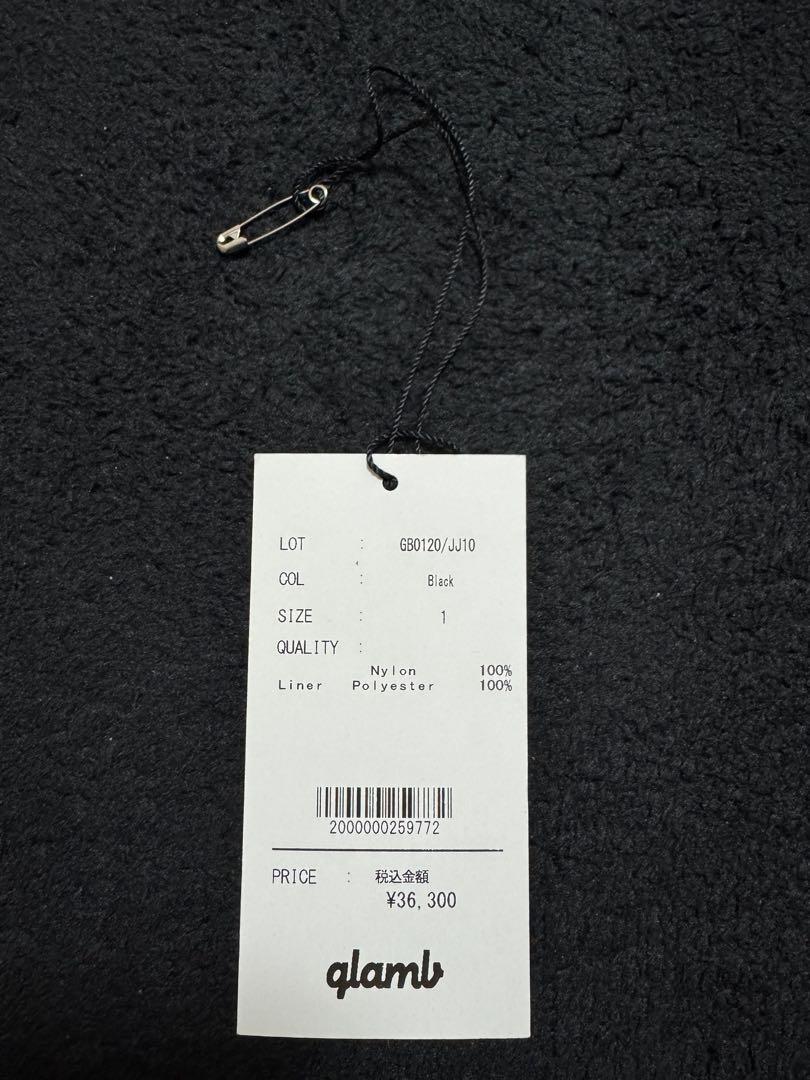 LOT : GB0120/JJ10
COL : Black
SIZE : 1
QUALITY :
Nylon 100%
Liner Polyester 100%
2000000259772
PRICE : 税込金額
¥36,300
glamb